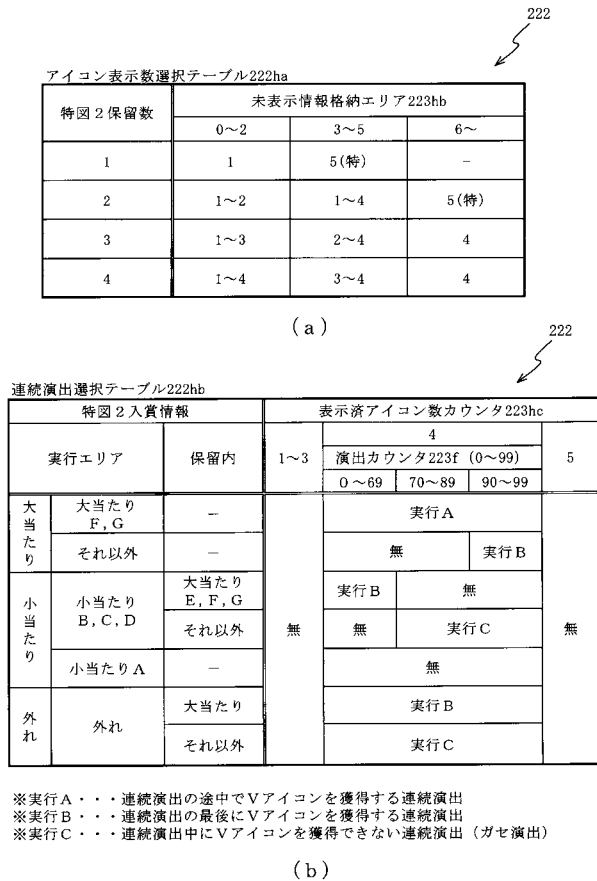 222
アイコン表示数選択テーブル222ha
特図２保留数
未表示情報格納エリア223hb
0～2 3～5 6～
1 1 5(特) －
2 1～2 1～4 5(特)
3 1～3 2～4 4
4 1～4 3～4 4
(a)
222
連続演出選択テーブル222hb
特図２入賞情報 表示済アイコン数カウンタ223hc
実行エリア 保留内 1～3 4 5
演出カウンタ223f (0～99)
0～69 70～89 90～99
大当たり
大当たり
F,G
－ 実行A
それ以外 － 無 実行B
小当たり
小当たり
B,C,D
大当たり
E,F,G
実行B 無
それ以外 無 実行C
無 無
小当たりA － 無
外れ 外れ 大当たり 実行B
それ以外 実行C
※実行A・・・連続演出の途中でVアイコンを獲得する連続演出
※実行B・・・連続演出の最後にVアイコンを獲得する連続演出
※実行C・・・連続演出中にVアイコンを獲得できない連続演出（ガセ演出）
(b)